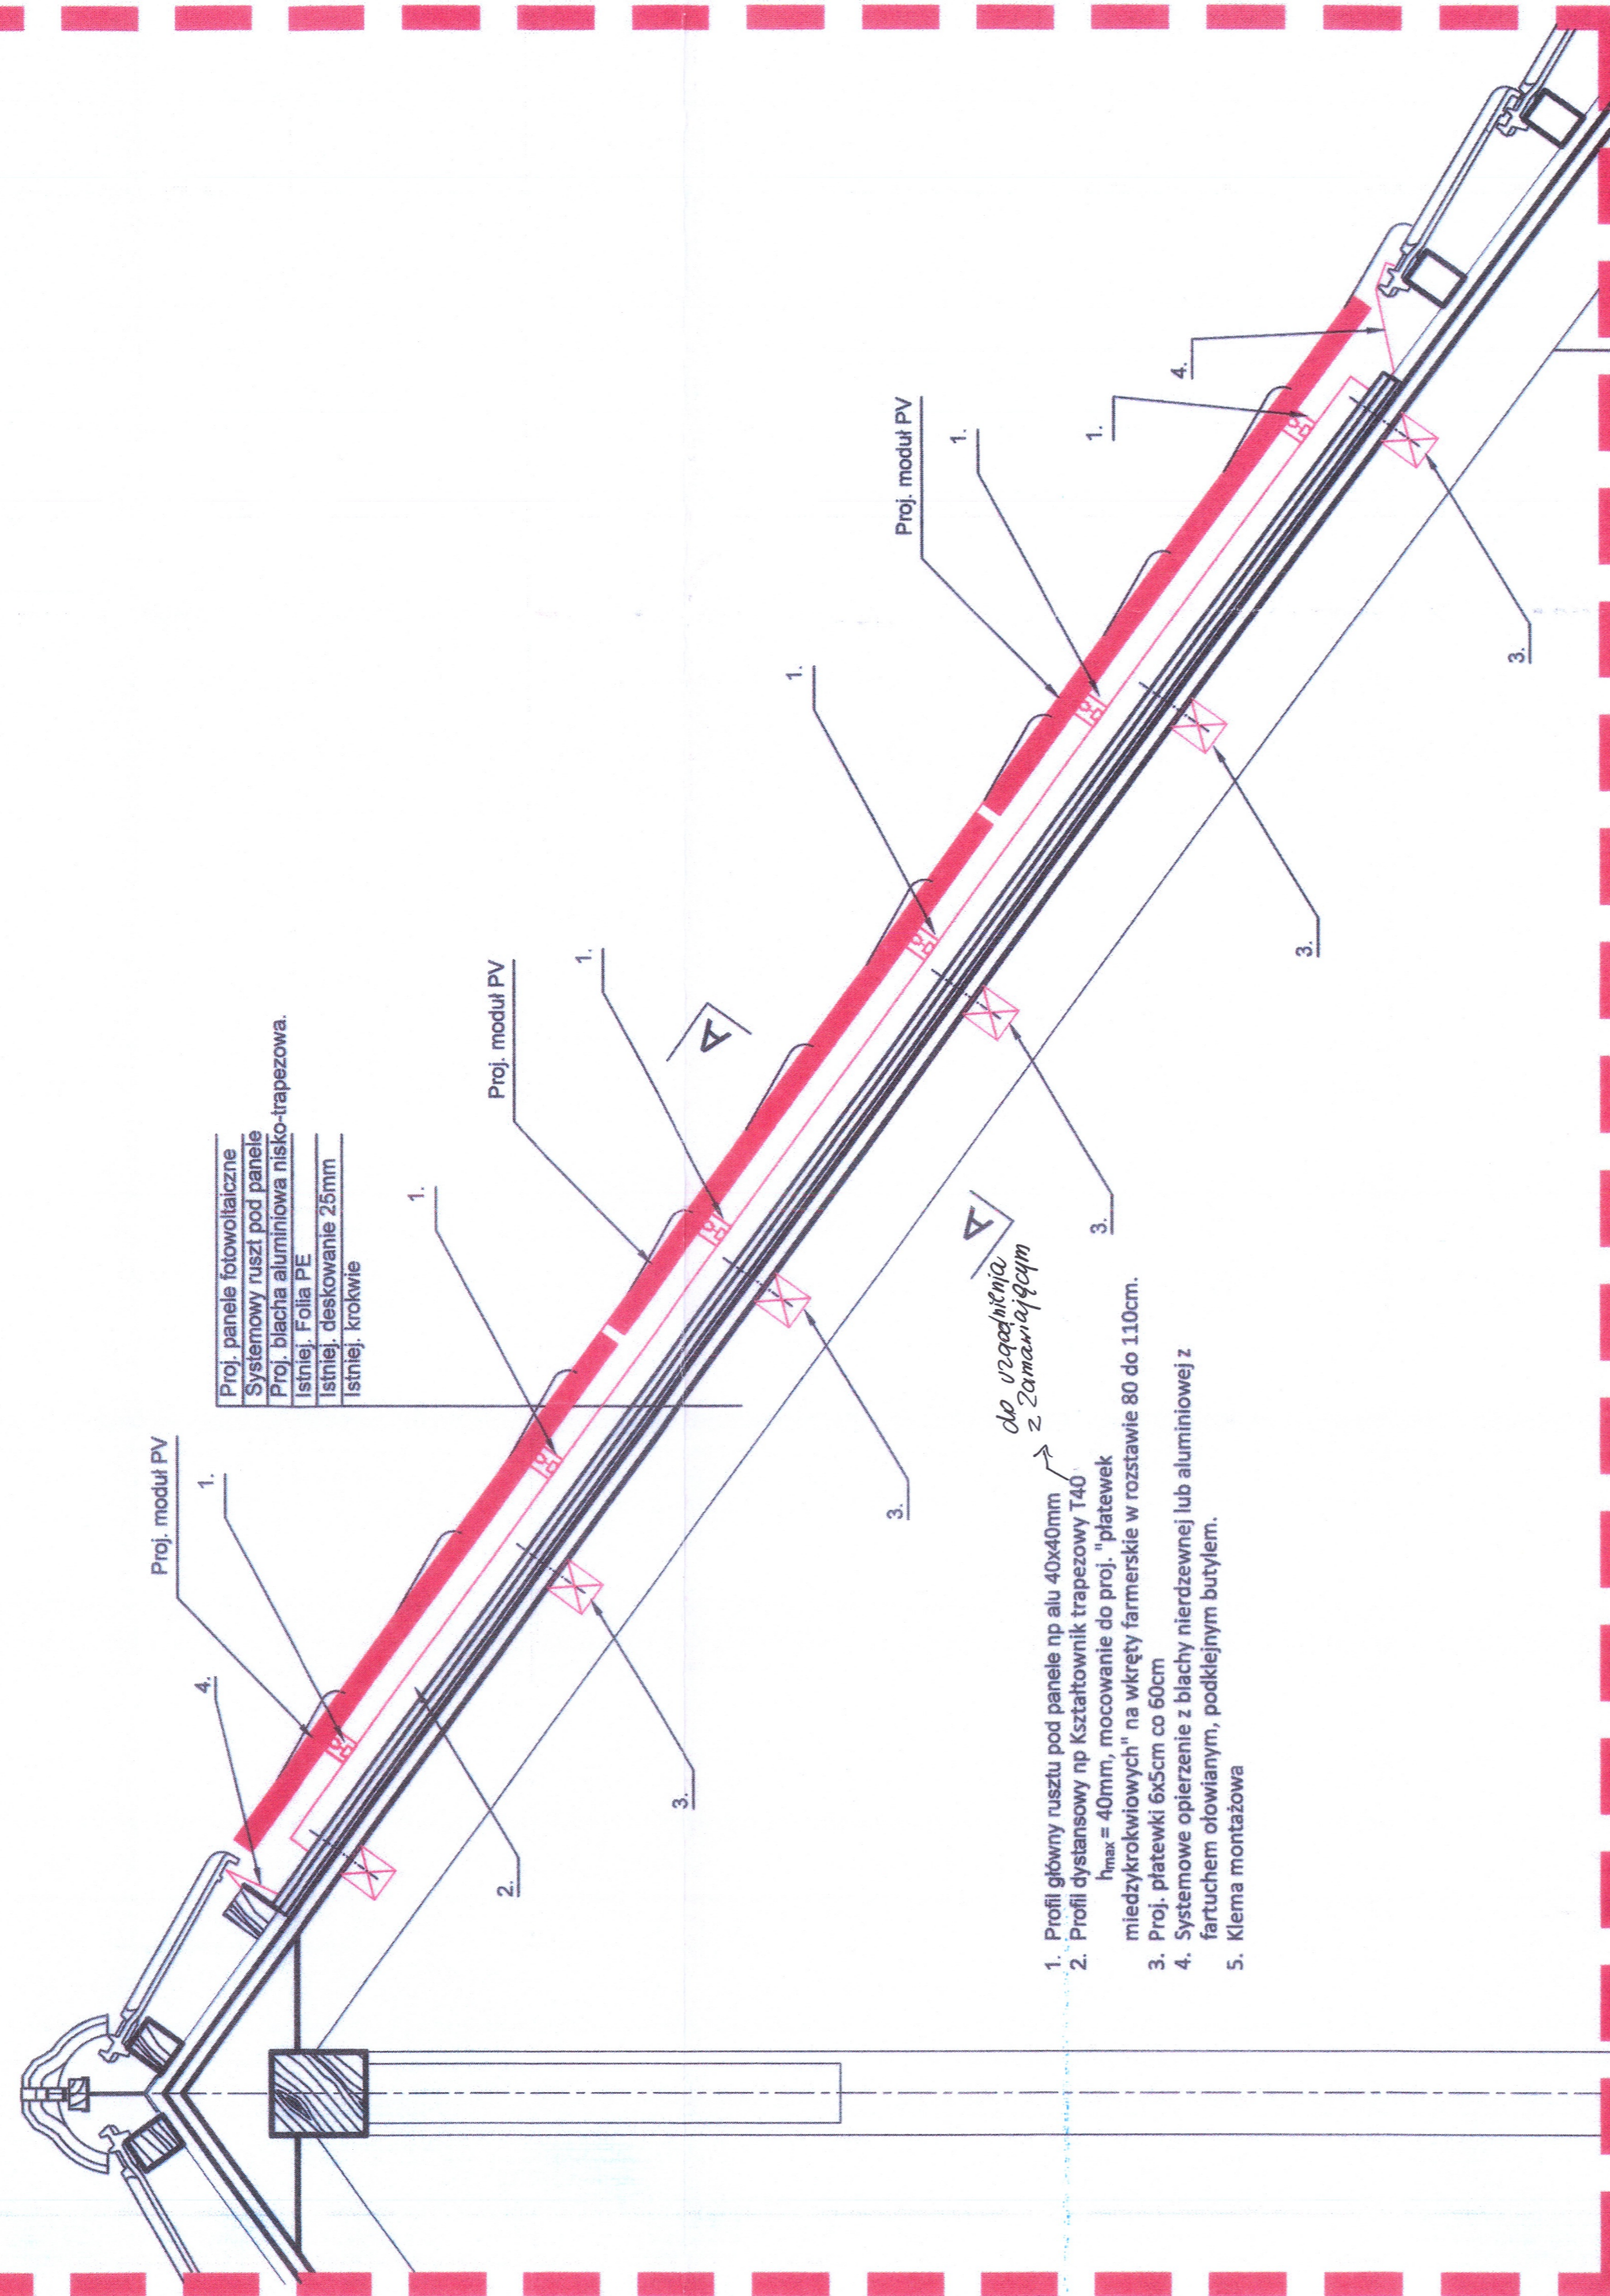 Proj. panele fotowoltaiczne
Systemowy ruszt pod panele
Proj. blacha aluminiowa nisko-trapezowa.
Istniej. Folia PE
Istniej. deskowanie 25mm
Istniej. krokwie
Proj. moduł PV
Proj. moduł PV
Proj. moduł PV
4.
1.
1.
1.
1.
1.
1.
4.
2.
3.
3.
3.
3.
3.
A
A
do uzgodnienia
z zamawiającym
1. Profil główny rusztu pod panele np alu 40x40mm
2. Profil dystansowy np Kształtownik trapezowy T40
hmax = 40mm, mocowanie do proj. "płatewek
miedzykrokwiowych" na wkręty farmerskie w rozstawie 80 do 110cm.
3. Proj. płatewki 6x5cm co 60cm
4. Systemowe opierzenie z blachy nierdzewnej lub aluminiowej z
fartuchem ołowianym, podklejnym butylem.
5. Klema montażowa